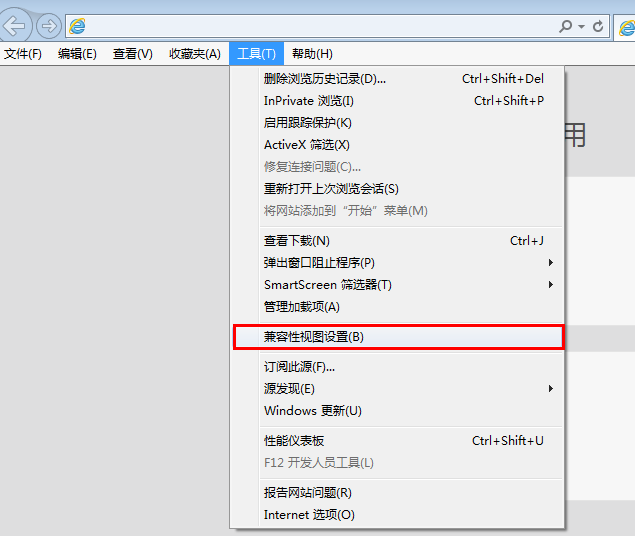 文件(F) 编辑(E) 查看(V) 收藏夹(A) 工具(T) 帮助(H)
删除浏览历史记录(D)... Ctrl+Shift+Del
InPrivate 浏览(I) Ctrl+Shift+P
启用跟踪保护(K)
ActiveX 筛选(X)
用
修复连接问题(C)...
重新打开上次浏览会话(S)
将网站添加到“开始”菜单(M)
查看下载(N) Ctrl+J
弹出窗口阻止程序(P)
SmartScreen 筛选器(T)
管理加载项(A)
兼容性视图设置(B)
订阅此源(F)...
源发现(E)
Windows 更新(U)
性能仪表板 Ctrl+Shift+U
F12 开发人员工具(L)
报告网站问题(R)
Internet 选项(O)